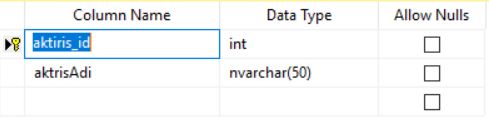 Column Name Data Type Allow Nulls
aktiris_id int
aktrisAdi nvarchar(50)